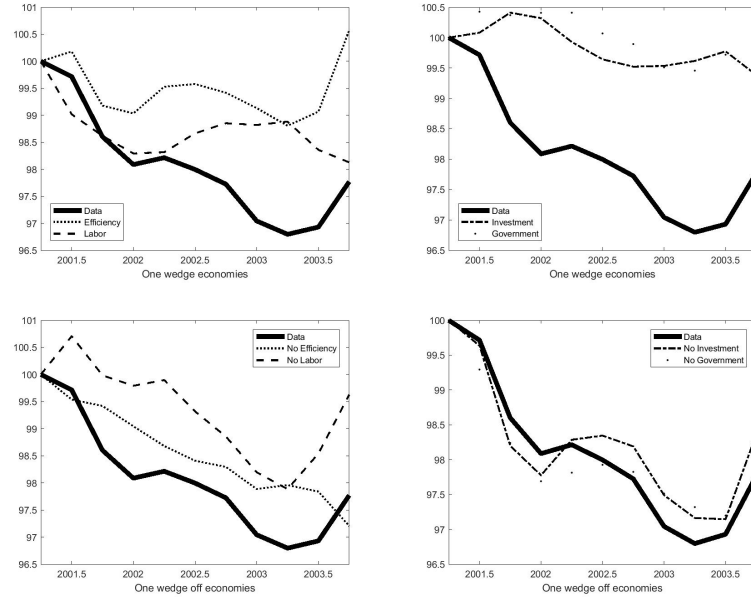 101
100.5
100
99.5
99
98.5
98
97.5
97
96.5
2001.5 2002 2002.5 2003 2003.5
Data
Efficiency
Labor
One wedge economies
100.5
100
99.5
99
98.5
98
97.5
97
96.5
2001.5 2002 2002.5 2003 2003.5
Data
Investment
Government
One wedge economies
101
100.5
100
99.5
99
98.5
98
97.5
97
96.5
2001.5 2002 2002.5 2003 2003.5
Data
No Efficiency
No Labor
One wedge off economies
100
99.5
99
98.5
98
97.5
97
96.5
2001.5 2002 2002.5 2003 2003.5
Data
No Investment
No Government
One wedge off economies